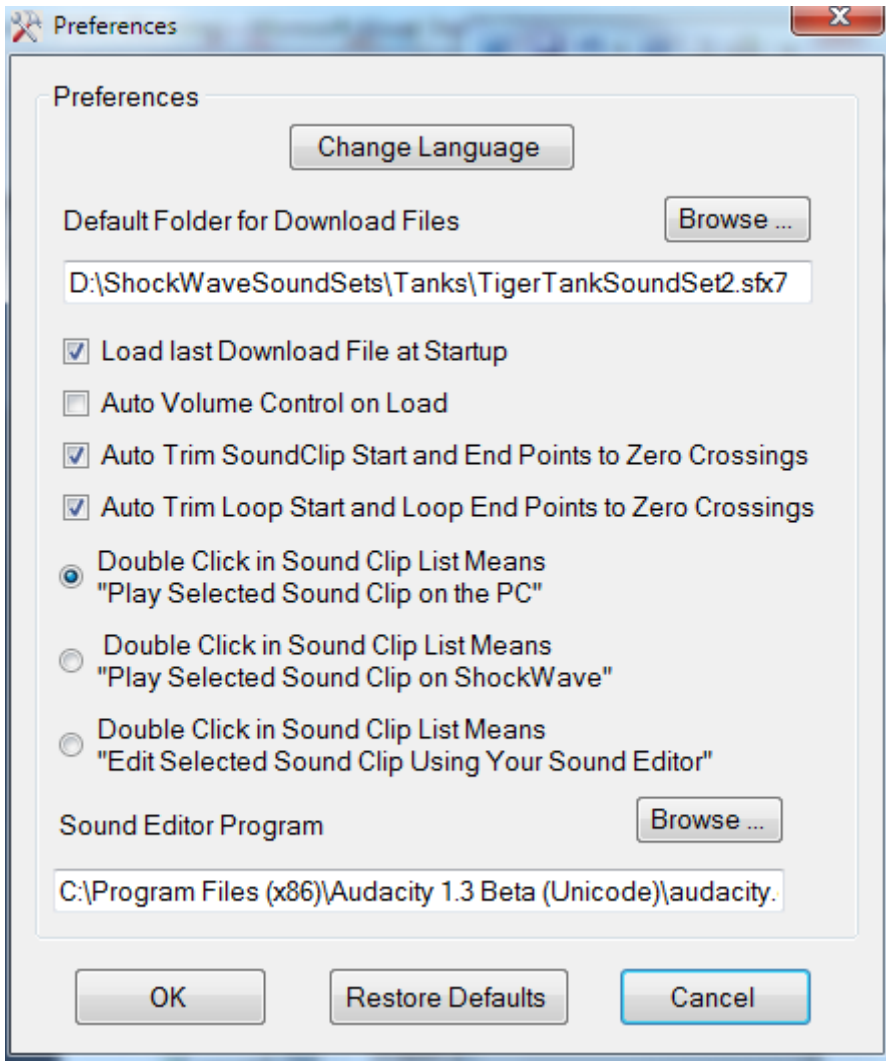 Preferences
Preferences
Change Language
Default Folder for Download Files
Browse ...
D:\ShockWaveSoundSets\Tanks\TigerTankSoundSet2.sfx7
Load last Download File at Startup
Auto Volume Control on Load
Auto Trim SoundClip Start and End Points to Zero Crossings
Auto Trim Loop Start and Loop End Points to Zero Crossings
Double Click in Sound Clip List Means
"Play Selected Sound Clip on the PC"
Double Click in Sound Clip List Means
"Play Selected Sound Clip on ShockWave"
Double Click in Sound Clip List Means
"Edit Selected Sound Clip Using Your Sound Editor"
Sound Editor Program
Browse ...
C:\Program Files (x86)\Audacity 1.3 Beta (Unicode)\audacity.
OK
Restore Defaults
Cancel